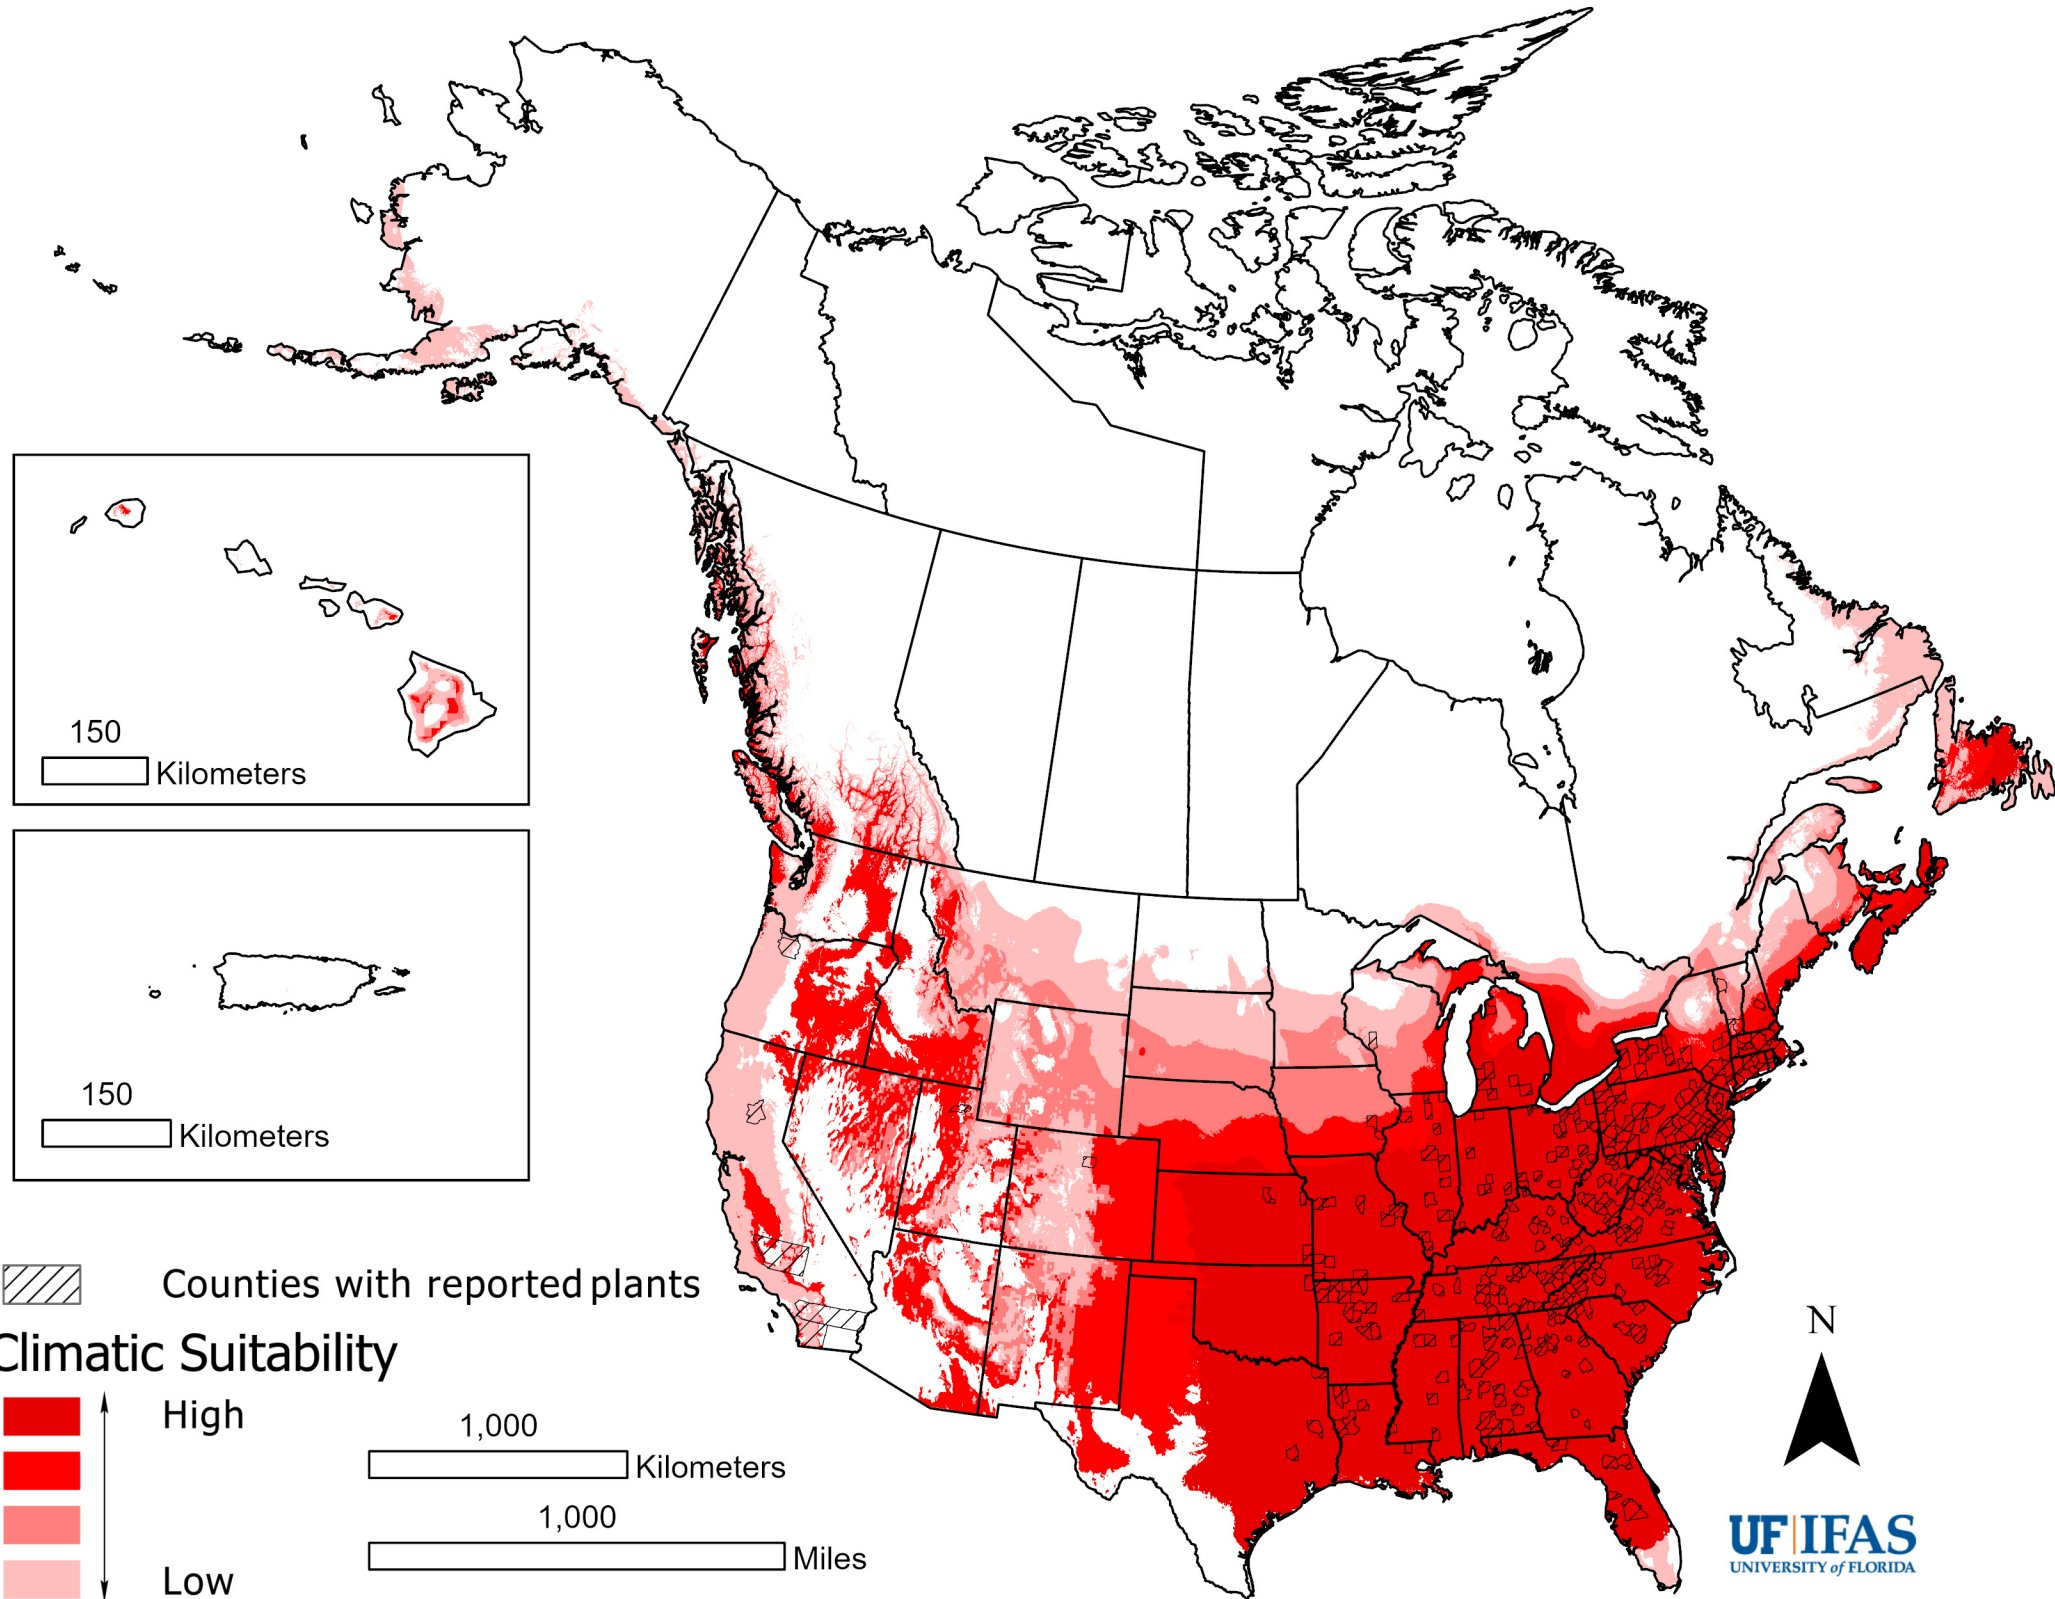 150
Kilometers
150
Kilometers
Counties with reported plants
Climatic Suitability
High
Low
1,000
Kilometers
1,000
Miles
N
UF|IFAS
UNIVERSITY of FLORIDA